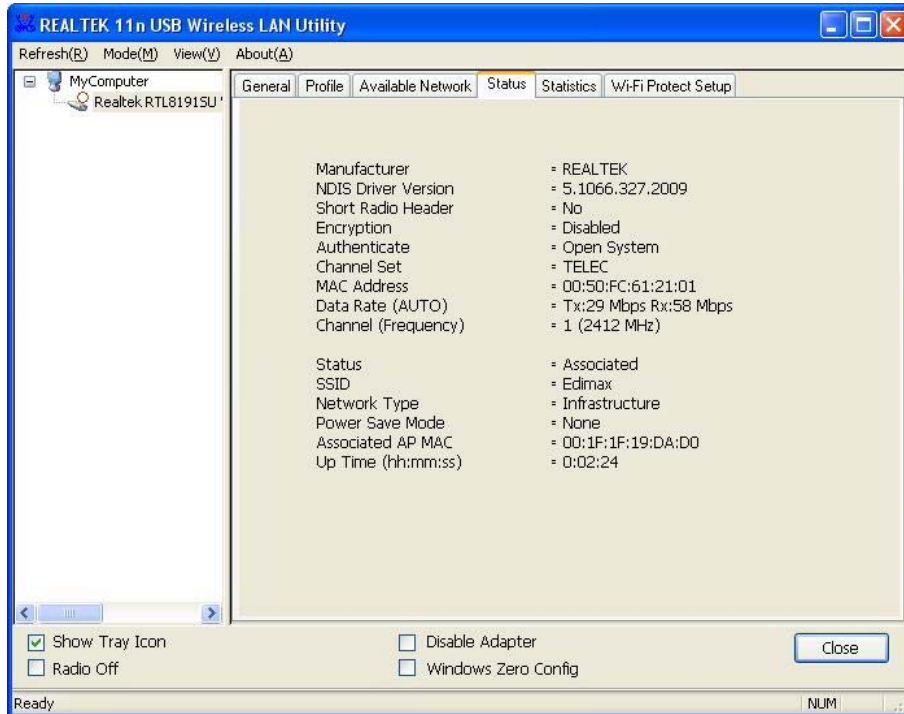 REALTEK 11n USB Wireless LAN Utility
Refresh(R) Mode(M) View(V) About(A)
MyComputer
Realtek RTL8191SU '
General Profile Available Network Status Statistics Wi-Fi Protect Setup
Manufacturer = REALTEK
NDIS Driver Version = 5.1066.327.2009
Short Radio Header = No
Encryption = Disabled
Authenticate = Open System
Channel Set = TELEC
MAC Address = 00:50:FC:61:21:01
Data Rate (AUTO) = Tx:29 Mbps Rx:58 Mbps
Channel (Frequency) = 1 (2412 MHz)
Status = Associated
SSID = Edimax
Network Type = Infrastructure
Power Save Mode = None
Associated AP MAC = 00:1F:1F:19:DA:D0
Up Time (hh:mm:ss) = 0:02:24
Show Tray Icon Disable Adapter Close
Radio Off Windows Zero Config
Ready NUM